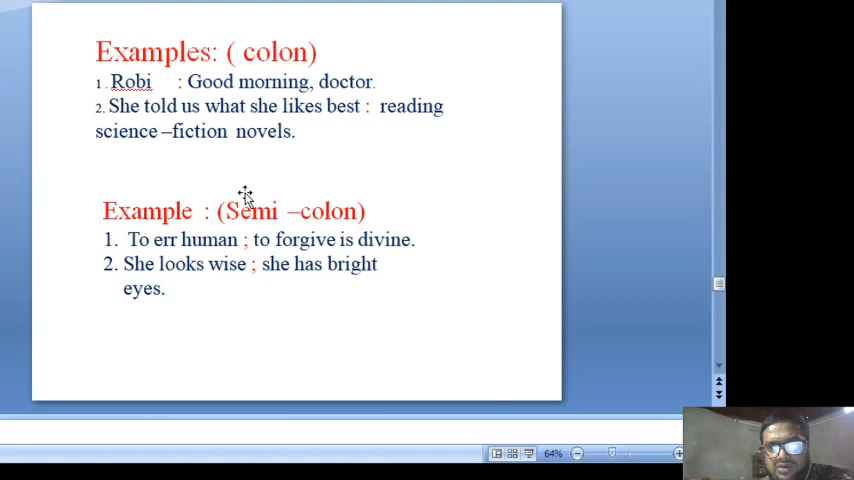 Examples: ( colon)
1 . Robi : Good morning, doctor.
2. She told us what she likes best : reading
science –fiction novels.
Example : (Semi –colon)
1. To err human ; to forgive is divine.
2. She looks wise ; she has bright
eyes.
64%